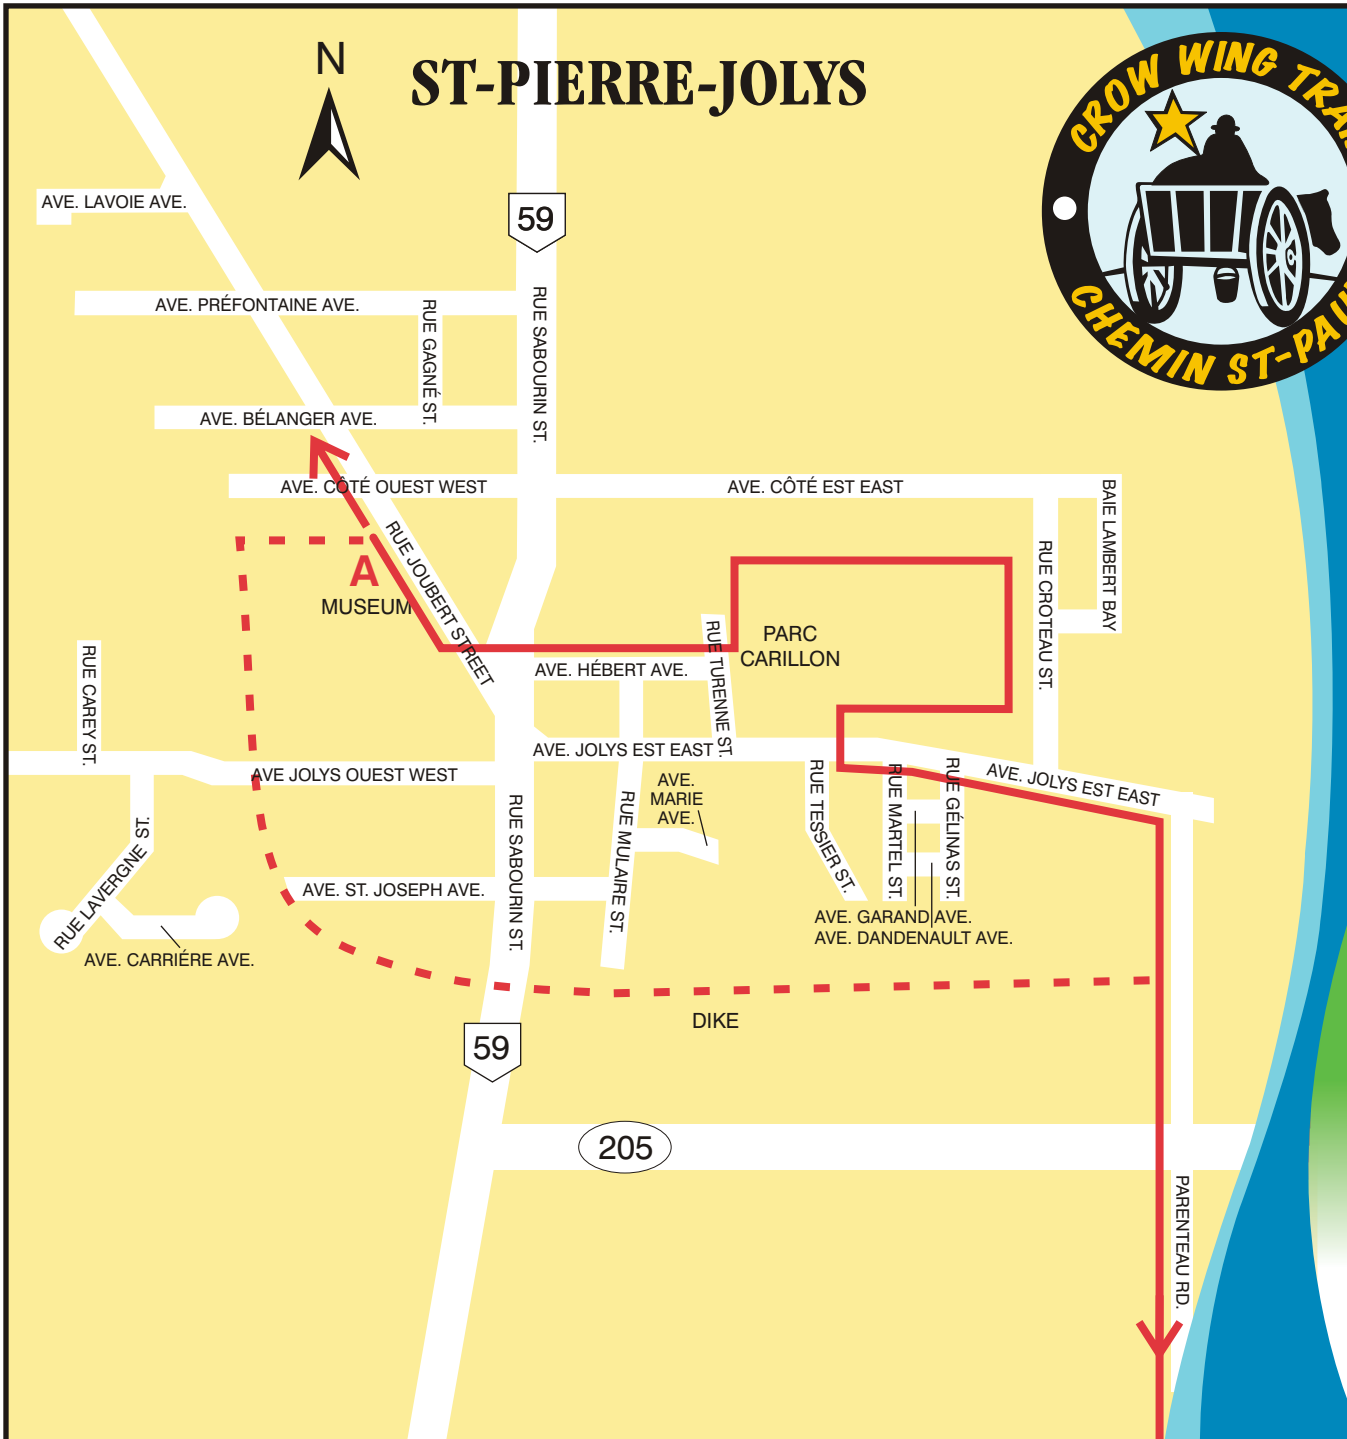 N
ST-PIERRE-JOLYS
CROW WING TRAI
CHEMIN ST-PAU
59
AVE. LAVOIE AVE.
AVE. PRÉFONTAINE AVE.
RUE GAGNÉ ST.
RUE SABOURIN ST.
AVE. BÉLANGER AVE.
AVE. CÔTÉ OUEST WEST
AVE. CÔTÉ EST EAST
BAIE LAMBERT BAY
RUE JOUBERT STREET
RUE CROTEAU ST.
A
MUSEUM
RUE TURENNE ST.
PARC
CARILLON
RUE CAREY ST.
AVE. HÉBERT AVE.
AVE. JOLYS EST EAST
AVE JOLYS OUEST WEST
AVE. JOLYS EST EAST
AVE.
MARIE
AVE.
RUE TESSIER ST.
RUE MARTEL ST.
RUE GÉLINAS ST.
RUE SABOURIN ST.
RUE MULAIRE ST.
RUE LAVERGNE ST.
AVE. ST. JOSEPH AVE.
AVE. GARAND AVE.
AVE. DANDENAULT AVE.
AVE. CARRIÉRE AVE.
DIKE
59
205
PARENTEAU RD.